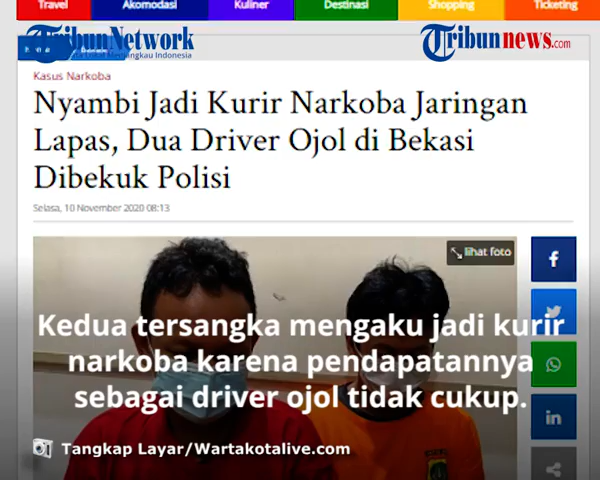 Travel Akomodasi Kuliner Destinasi Shopping Ticketing
TribunNetwork
Tribunnews.com
Menjangkau Indonesia
Kasus Narkoba
Nyambi Jadi Kurir Narkoba Jaringan
Lapas, Dua Driver Ojol di Bekasi
Dibekuk Polisi
Selasa, 10 November 2020 08:13
lihat foto
Kedua tersangka mengaku jadi kurir
narkoba karena pendapatannya
sebagai driver ojol tidak cukup.
Tangkap Layar/Wartakotalive.com